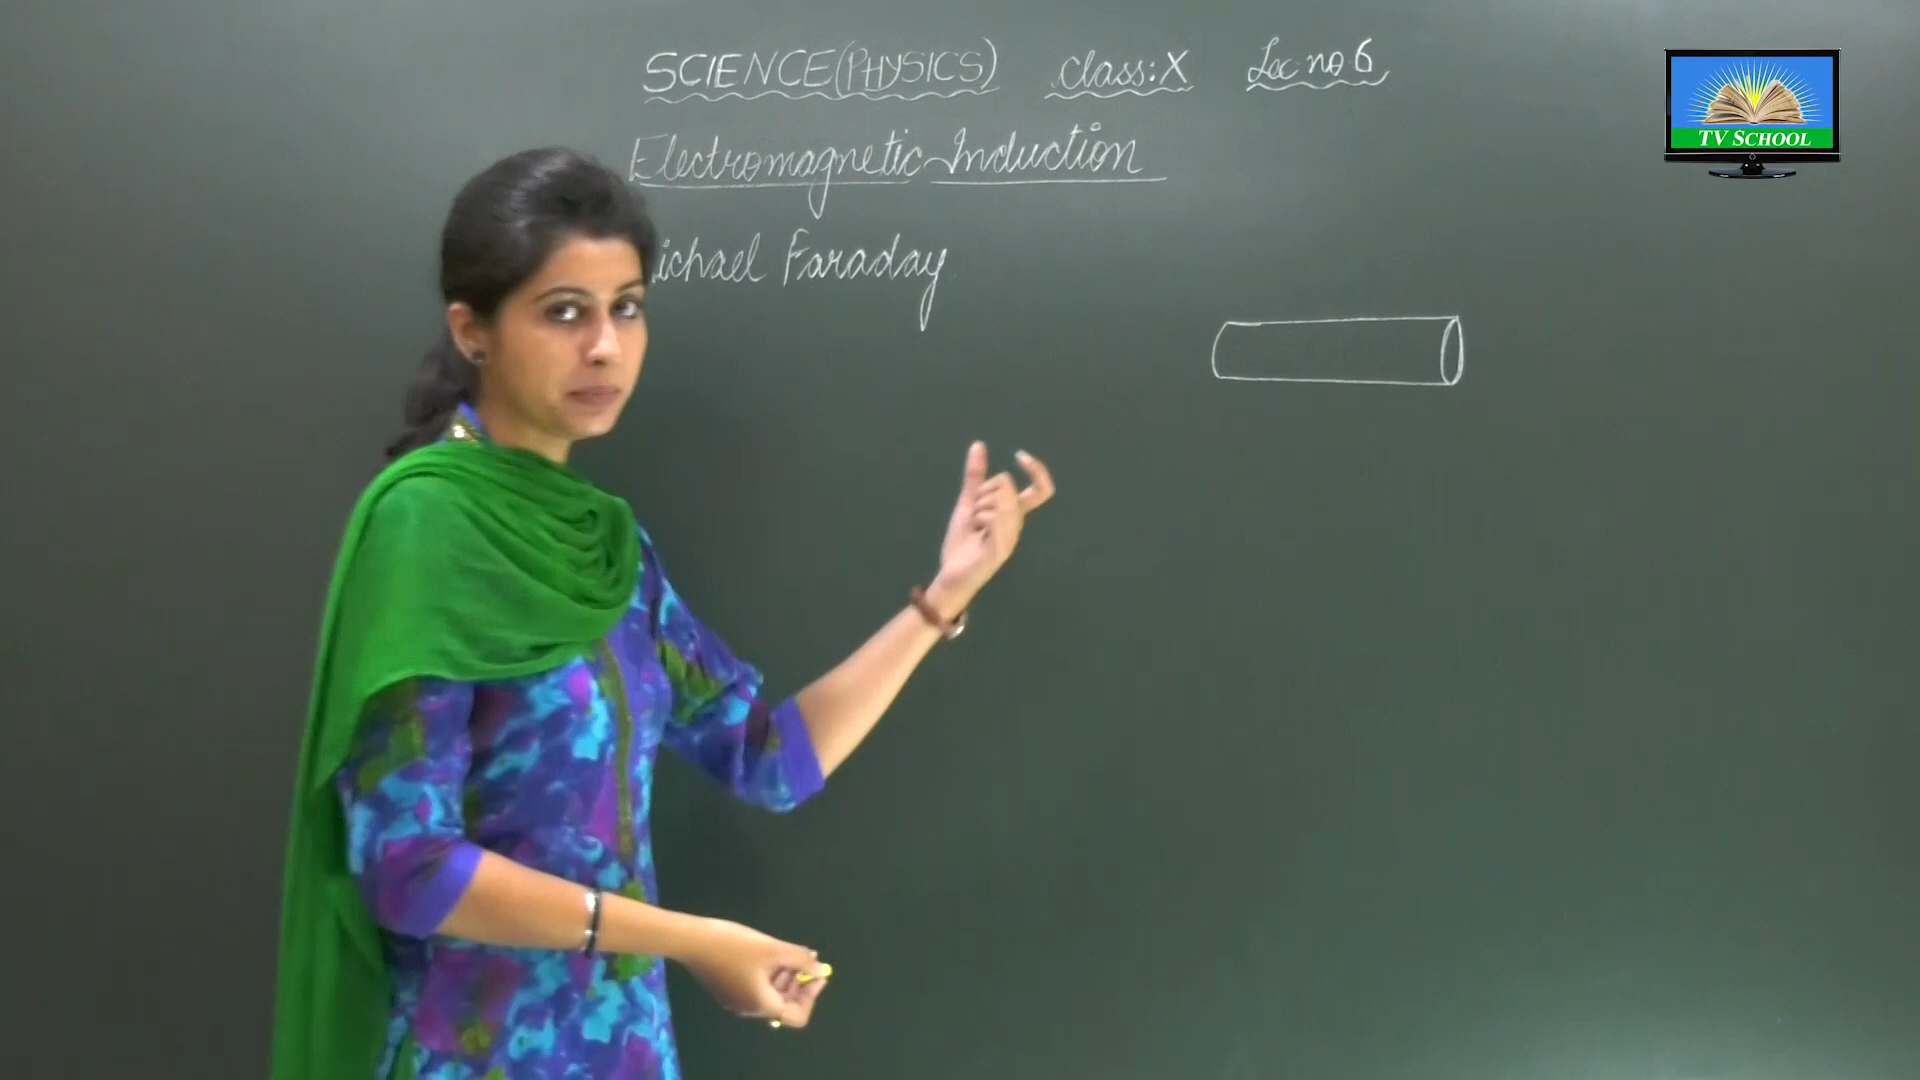 SCIENCE(PHYSICS) class:X Lec no.6
TV SCHOOL
Electromagnetic Induction
ichael Faraday